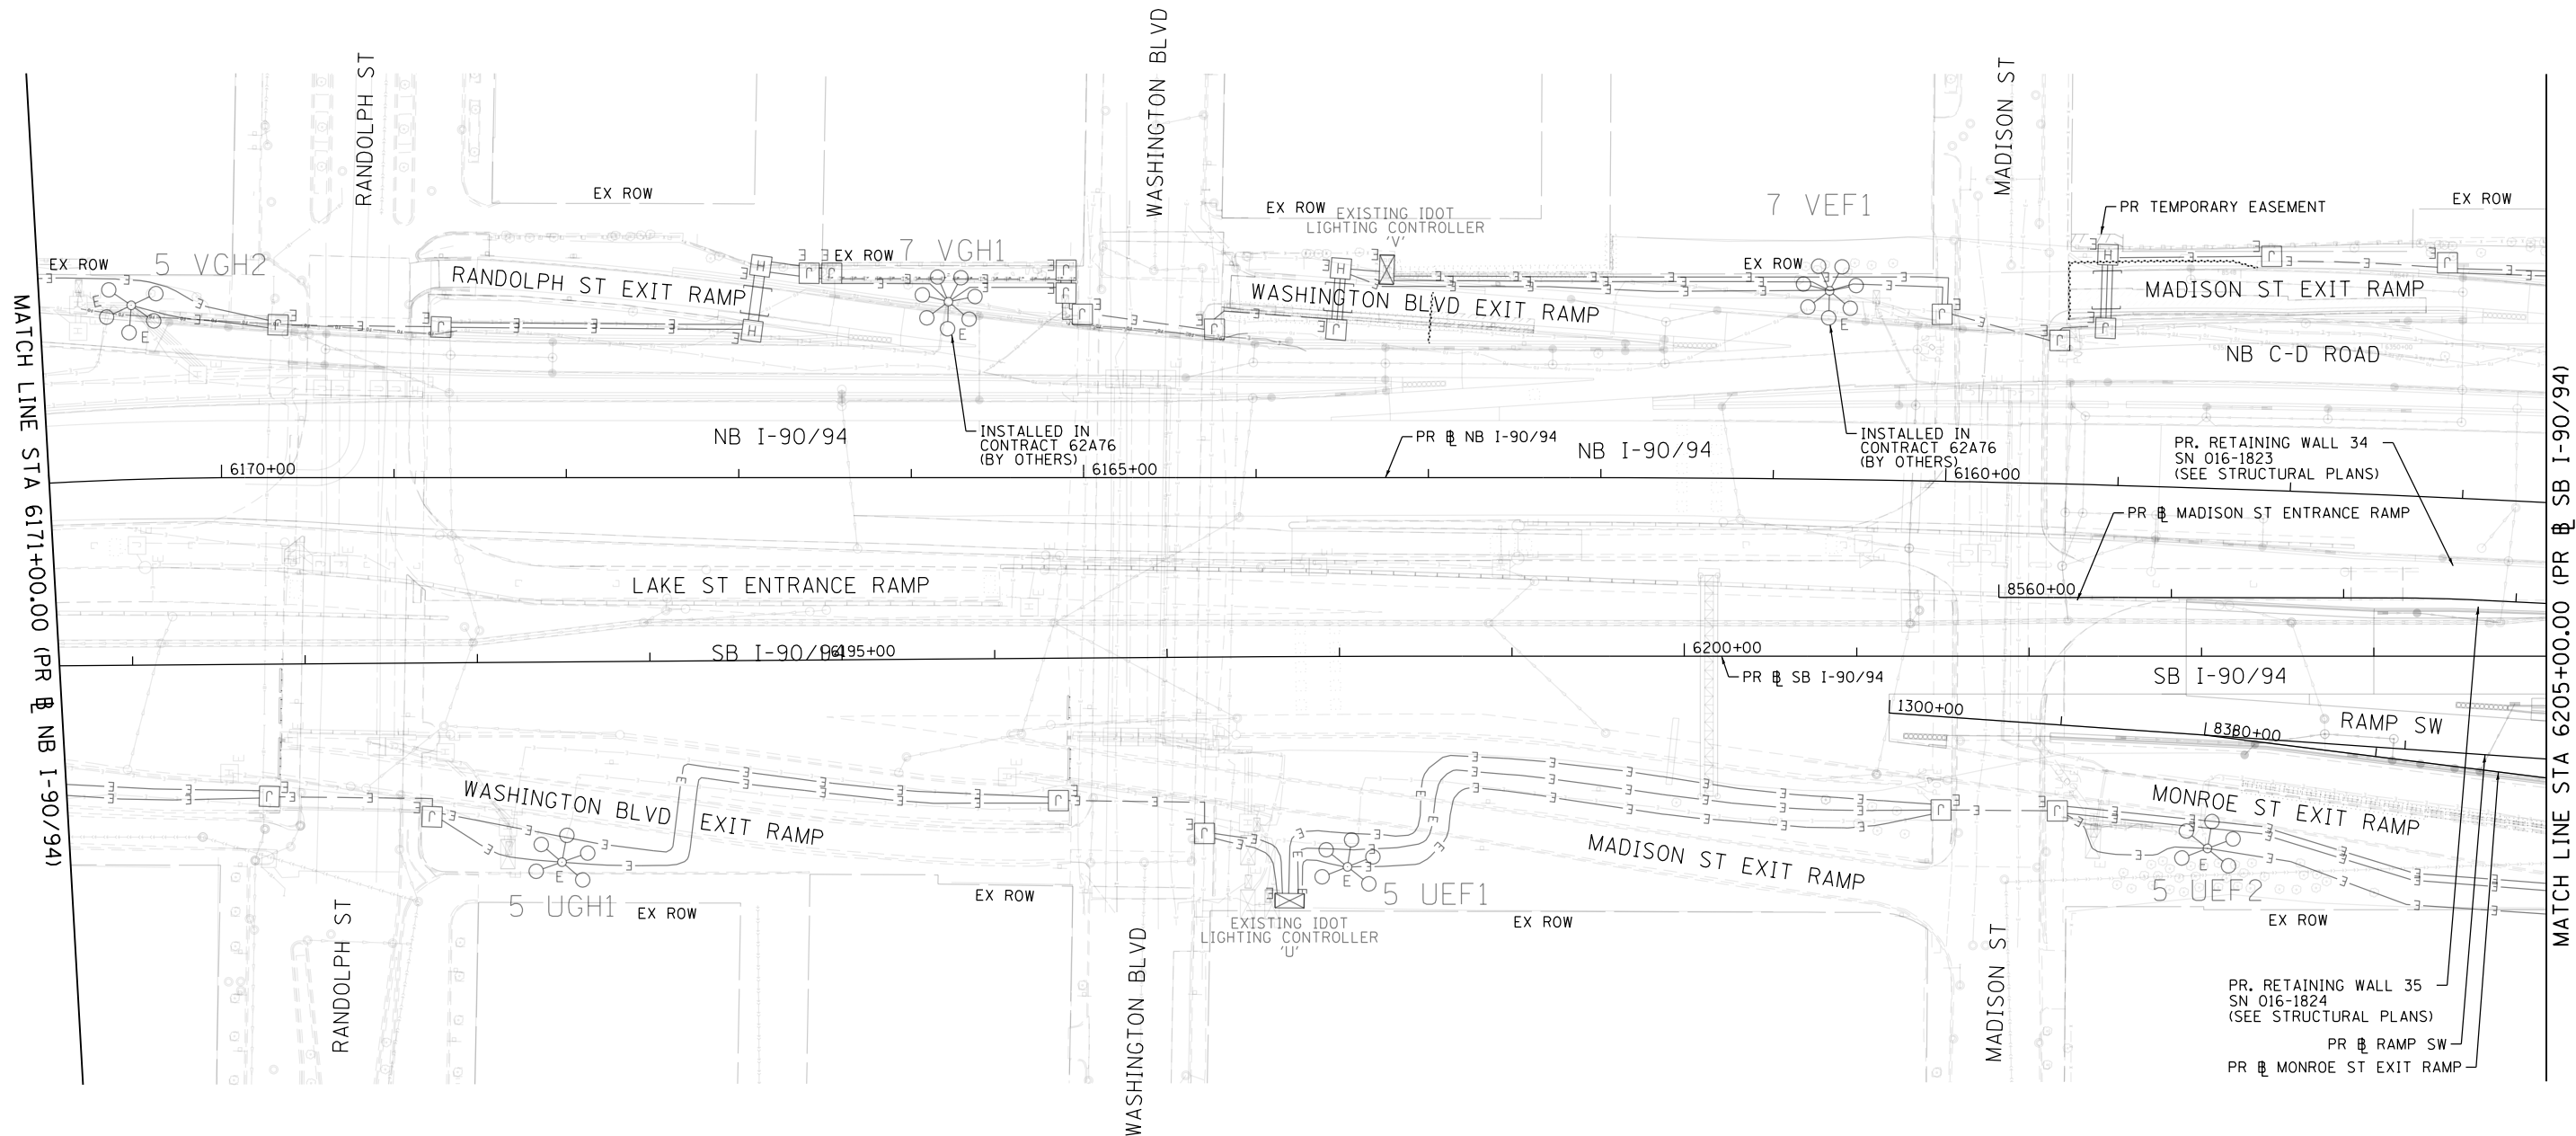 RANDOLPH ST
WASHINGTON BLVD
MADISON ST
EX ROW
EX ROW
EXISTING IDOT
LIGHTING CONTROLLER
'V'
7 VEF1
PR TEMPORARY EASEMENT
EX ROW
EX ROW
5 VGH2
EX ROW
7 VGH1
EX ROW
RANDOLPH ST EXIT RAMP
WASHINGTON BLVD EXIT RAMP
MADISON ST EXIT RAMP
NB C-D ROAD
NB I-90/94
INSTALLED IN
CONTRACT 62A76
(BY OTHERS)
PR BL NB I-90/94
NB I-90/94
INSTALLED IN
CONTRACT 62A76
(BY OTHERS)
PR. RETAINING WALL 34
SN 016-1823
(SEE STRUCTURAL PLANS)
6170+00
6165+00
6160+00
PR BL MADISON ST ENTRANCE RAMP
LAKE ST ENTRANCE RAMP
8560+00
SB I-90/94
6195+00
6200+00
PR BL SB I-90/94
SB I-90/94
1300+00
RAMP SW
8380+00
WASHINGTON BLVD EXIT RAMP
MADISON ST EXIT RAMP
MONROE ST EXIT RAMP
5 UGH1
EX ROW
EX ROW
5 UEF1
EX ROW
5 UEF2
EX ROW
EXISTING IDOT
LIGHTING CONTROLLER
'U'
RANDOLPH ST
WASHINGTON BLVD
MADISON ST
PR. RETAINING WALL 35
SN 016-1824
(SEE STRUCTURAL PLANS)
PR BL RAMP SW
PR BL MONROE ST EXIT RAMP
MATCH LINE STA 6171+00.00 (PR BL NB I-90/94)
MATCH LINE STA 6205+00.00 (PR BL SB I-90/94)